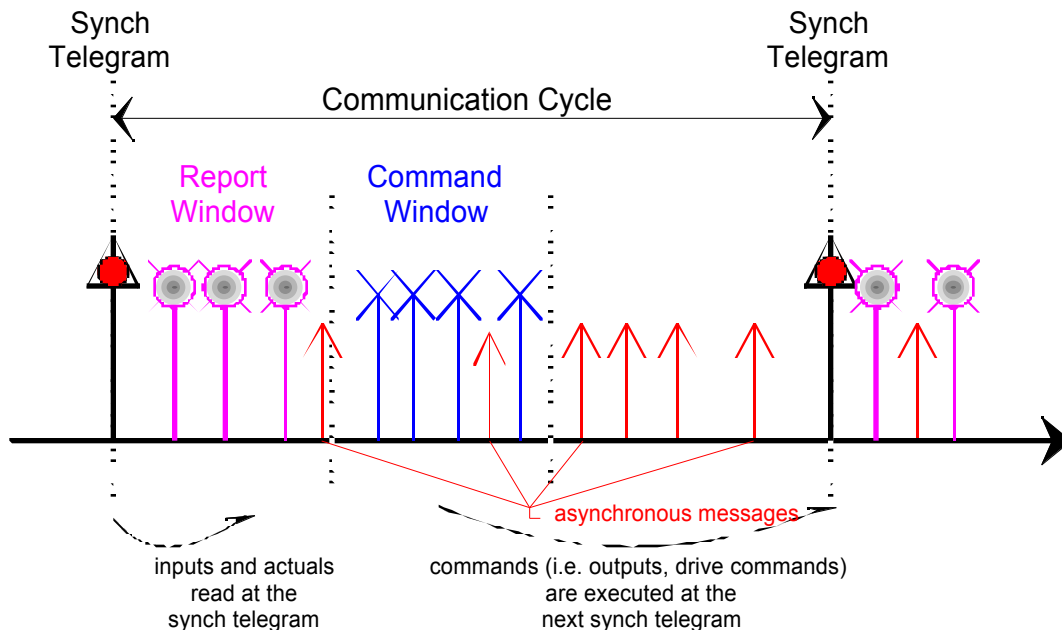 Synch
Telegram
Synch
Telegram
Communication Cycle
Report
Window
Command
Window
asynchronous messages
inputs and actuals
read at the
synch telegram
commands (i.e. outputs, drive commands)
are executed at the
next synch telegram